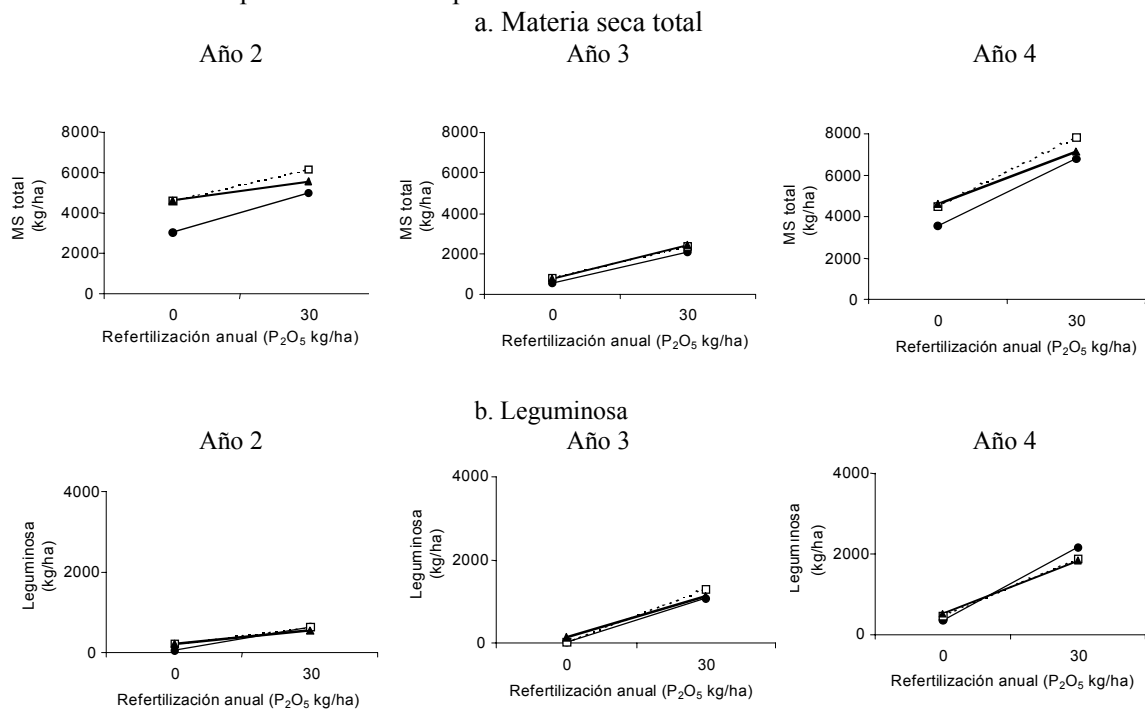 a. Materia seca total
Año 2
Año 3
Año 4
MS total
(kg/ha)
8000
6000
4000
2000
0
0
30
Refertilización anual (P₂O₅ kg/ha)
MS total
(kg/ha)
8000
6000
4000
2000
0
0
30
Refertilización anual (P₂O₅ kg/ha)
MS total
(kg/ha)
8000
6000
4000
2000
0
0
30
Refertilización anual (P₂O₅ kg/ha)
b. Leguminosa
Año 2
Año 3
Año 4
Leguminosa
(kg/ha)
4000
2000
0
0
30
Refertilización anual (P₂O₅ kg/ha)
Leguminosa
(kg/ha)
4000
2000
0
0
30
Refertilización anual (P₂O₅ kg/ha)
Leguminosa
(kg/ha)
4000
2000
0
0
30
Refertilización anual (P₂O₅ kg/ha)